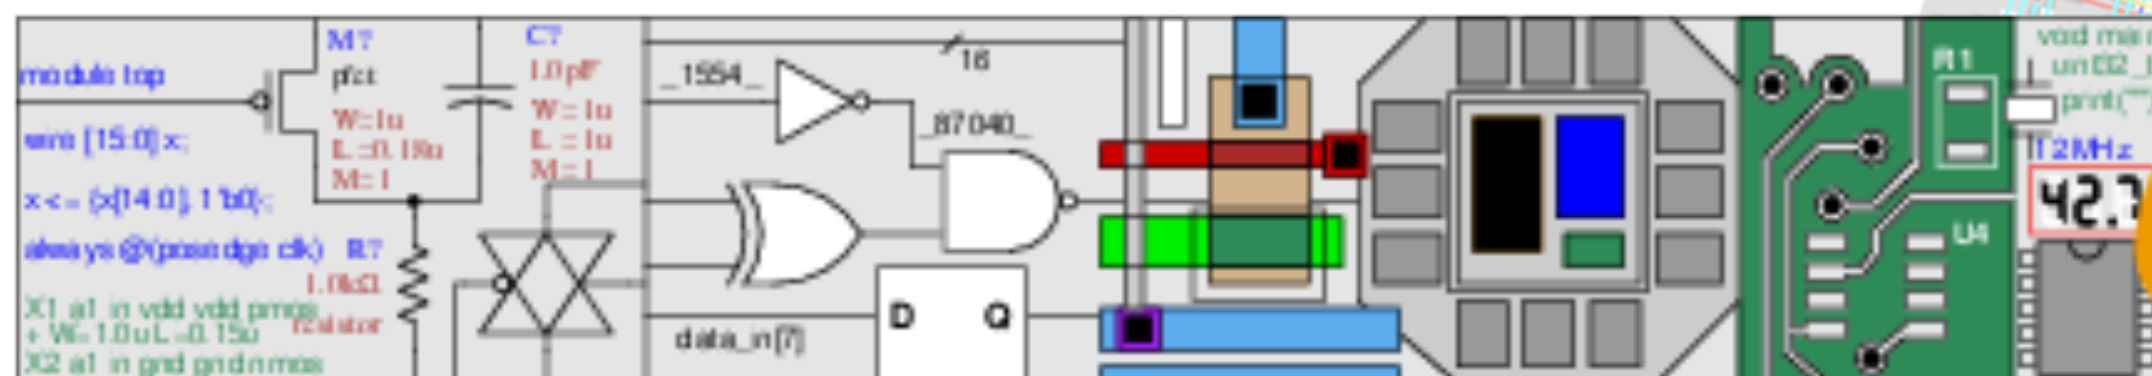 module top
wire [15:0] x;
x <= {x[14:0], 1'b0};
always @(posedge clk)
X1 a1 in vdd vdd pmos
+ W=1.0u L=0.15u
X2 a1 in gnd gnd nmos
M?
pfet
W=1u
L=0.18u
M=1
R?
1.0kΩ
resistor
C?
1.0pF
W=1u
L=1u
M=1
16
_1554_
_87040_
data_in[7]
D
Q
R1
U4
void mai
print("
12MHz
42.7